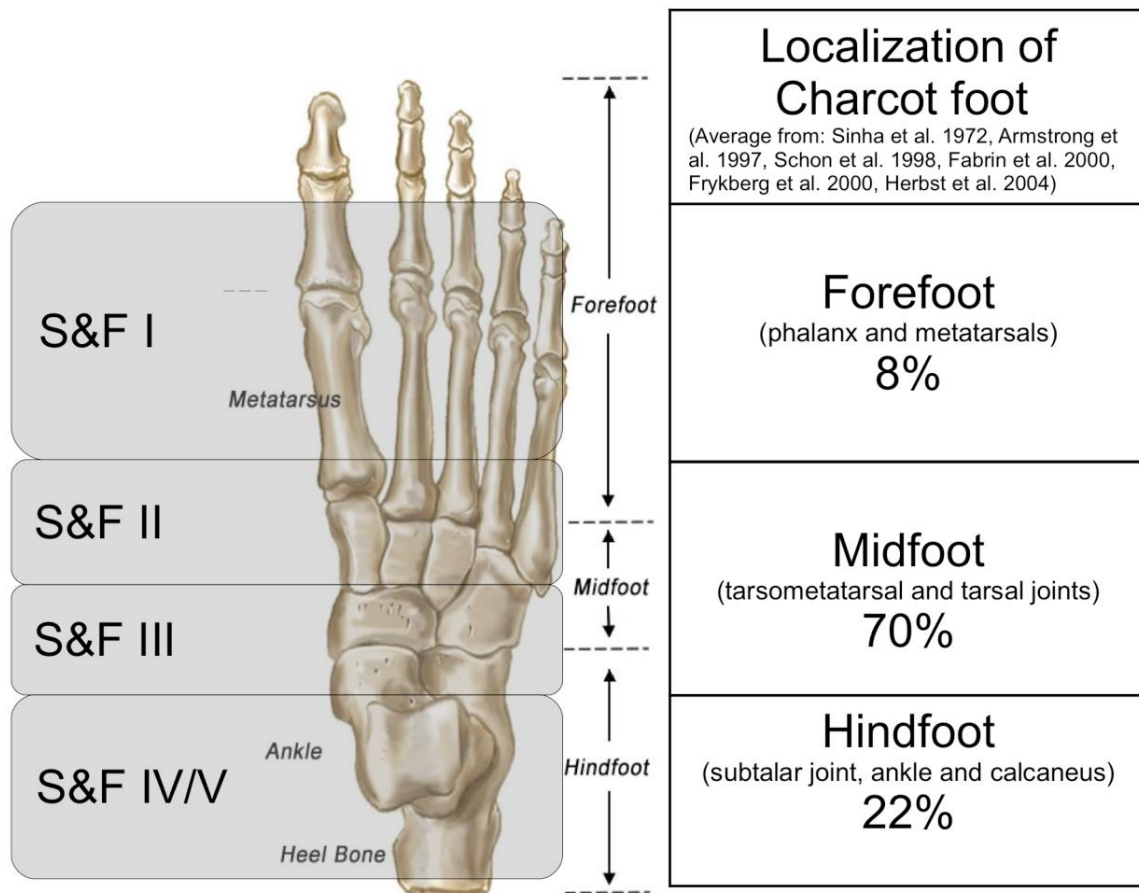 Localization of
Charcot foot
(Average from: Sinha et al. 1972, Armstrong et
al. 1997, Schon et al. 1998, Fabrin et al. 2000,
Frykberg et al. 2000, Herbst et al. 2004)
S&F I
Metatarsus
Forefoot
Forefoot
(phalanx and metatarsals)
8%
S&F II
S&F III
Midfoot
Midfoot
(tarsometatarsal and tarsal joints)
70%
S&F IV/V
Ankle
Heel Bone
Hindfoot
Hindfoot
(subtalar joint, ankle and calcaneus)
22%